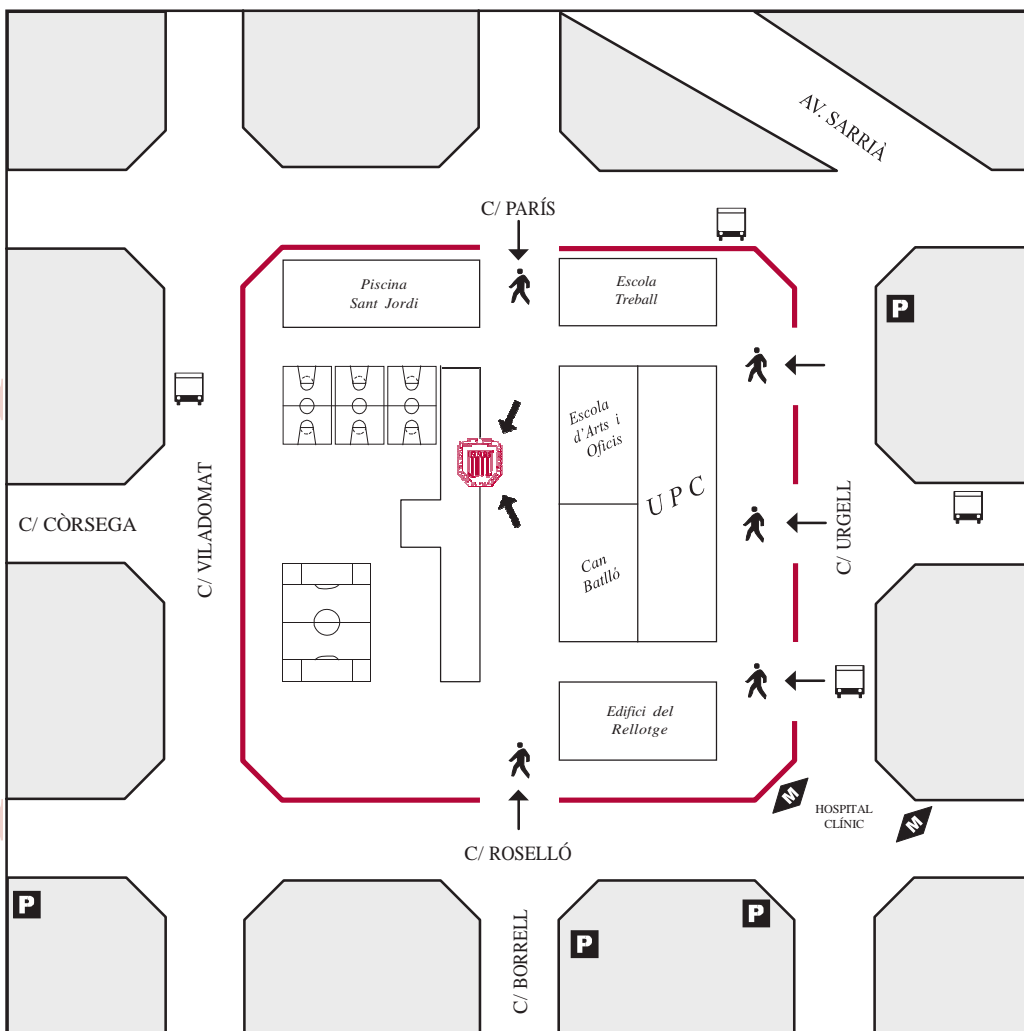 AV. SARRIÀ
C/ PARÍS
Piscina
Sant Jordi
Escola
Treball
P
Escola
d'Arts i
Oficis
UPC
C/ CÒRSEGA
C/ VILADOMAT
C/ URGELL
Can
Batlló
Edifici del
Rellotge
M
HOSPITAL
CLÍNIC
M
C/ ROSELLÓ
P
P
P
C/ BORRELL